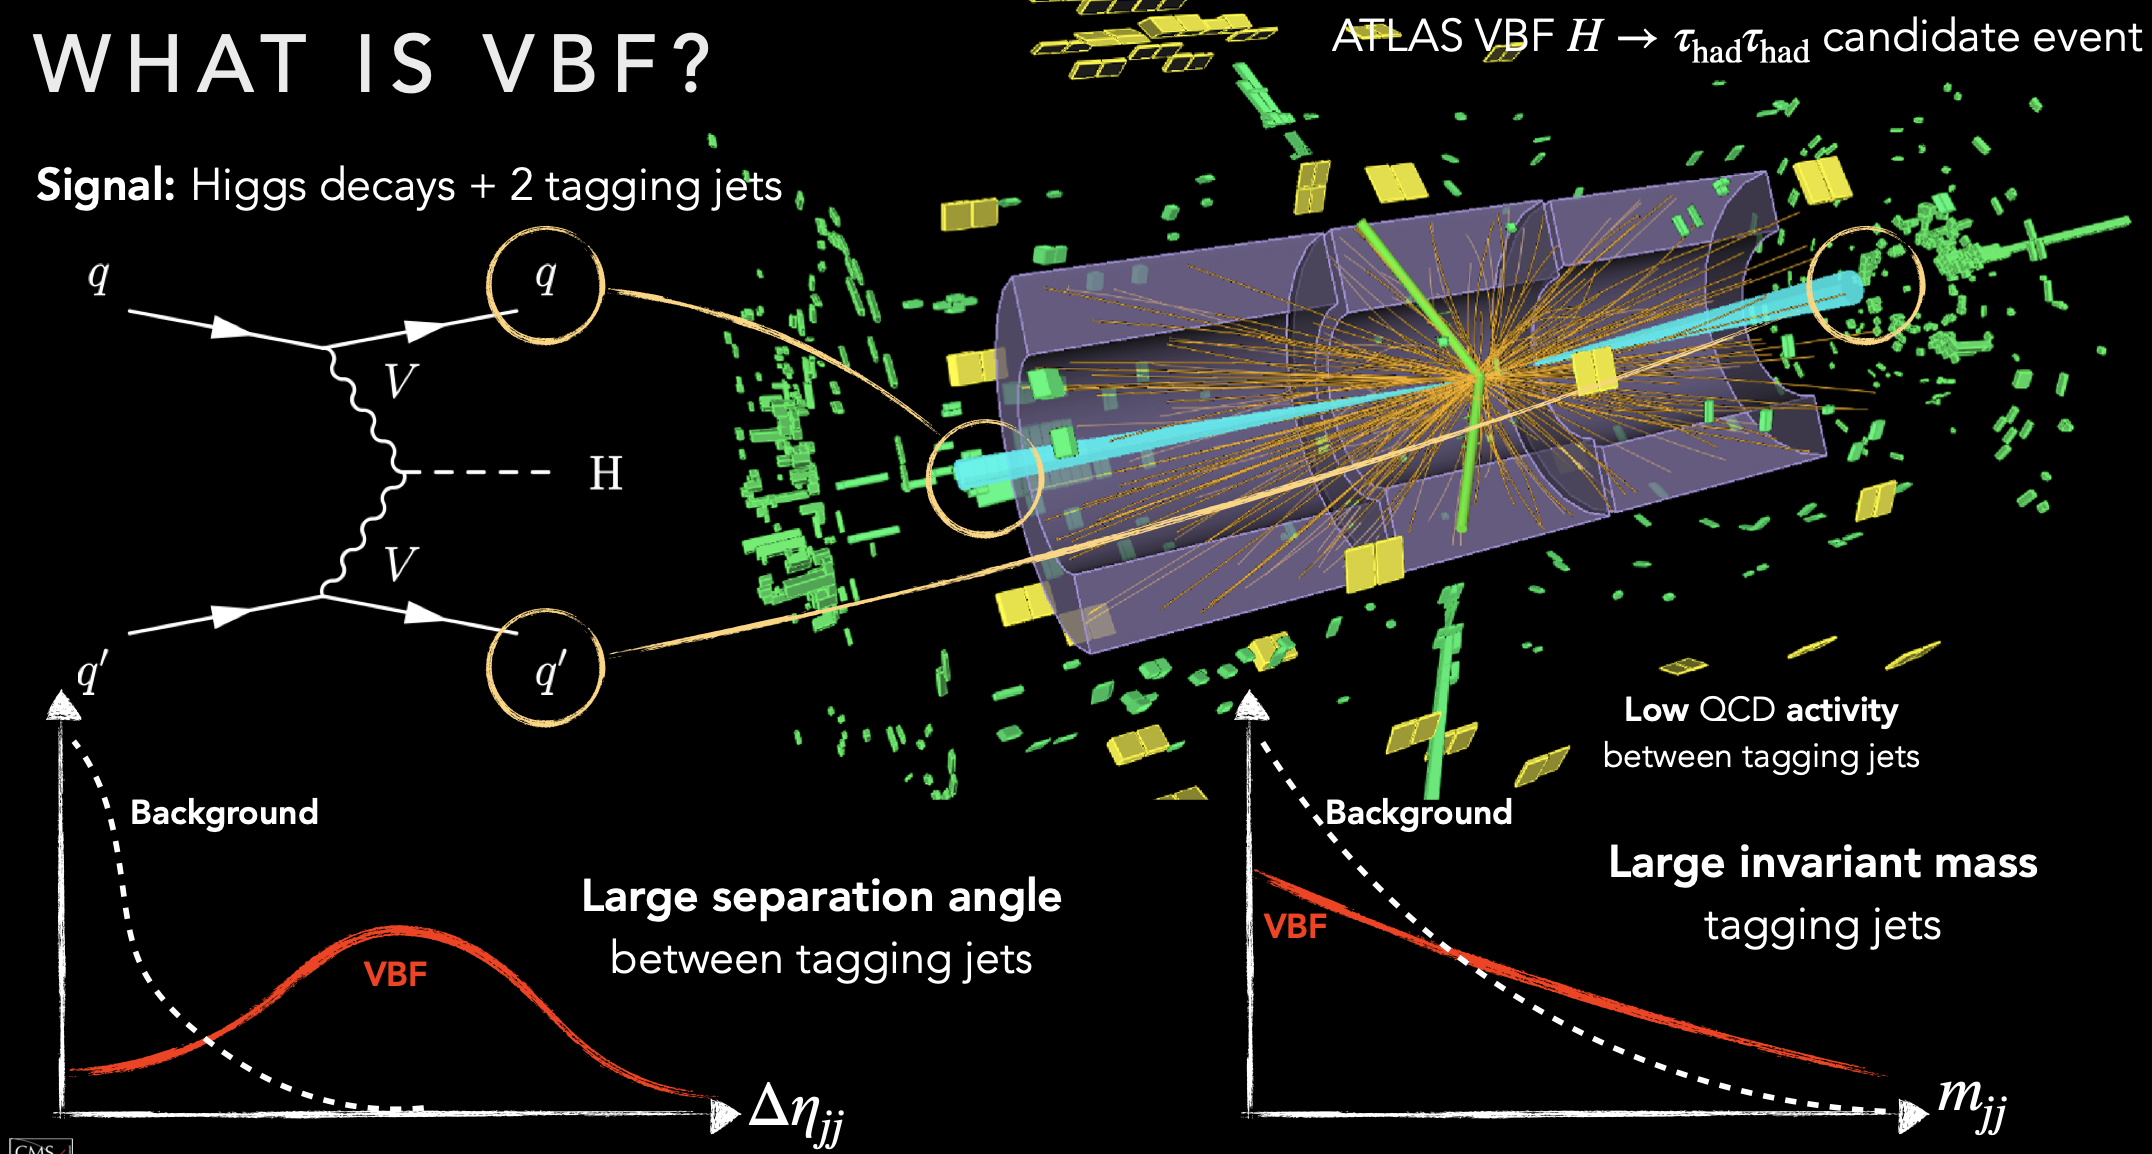 WHAT IS VBF?
ATLAS VBF H → τhadτhad candidate event
Signal: Higgs decays + 2 tagging jets
q
q
V
H
V
q′
q′
Low QCD activity
between tagging jets
Background
Background
Large invariant mass
tagging jets
Large separation angle
between tagging jets
VBF
VBF
Δηjj
mjj
CMS